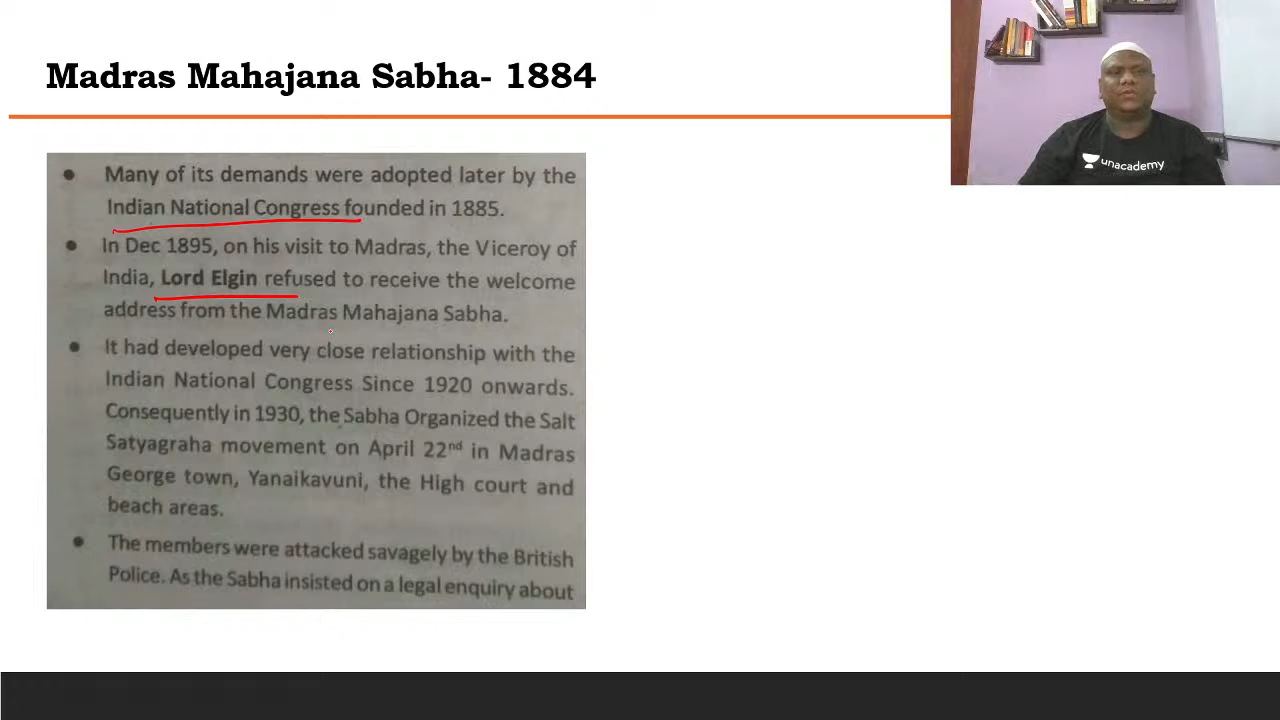 Madras Mahajana Sabha- 1884
unacademy
• Many of its demands were adopted later by the
Indian National Congress founded in 1885.
• In Dec 1895, on his visit to Madras, the Viceroy of
India, Lord Elgin refused to receive the welcome
address from the Madras Mahajana Sabha.
• It had developed very close relationship with the
Indian National Congress Since 1920 onwards.
Consequently in 1930, the Sabha Organized the Salt
Satyagraha movement on April 22nd in Madras
George town, Yanaikavuni, the High court and
beach areas.
• The members were attacked savagely by the British
Police. As the Sabha insisted on a legal enquiry about